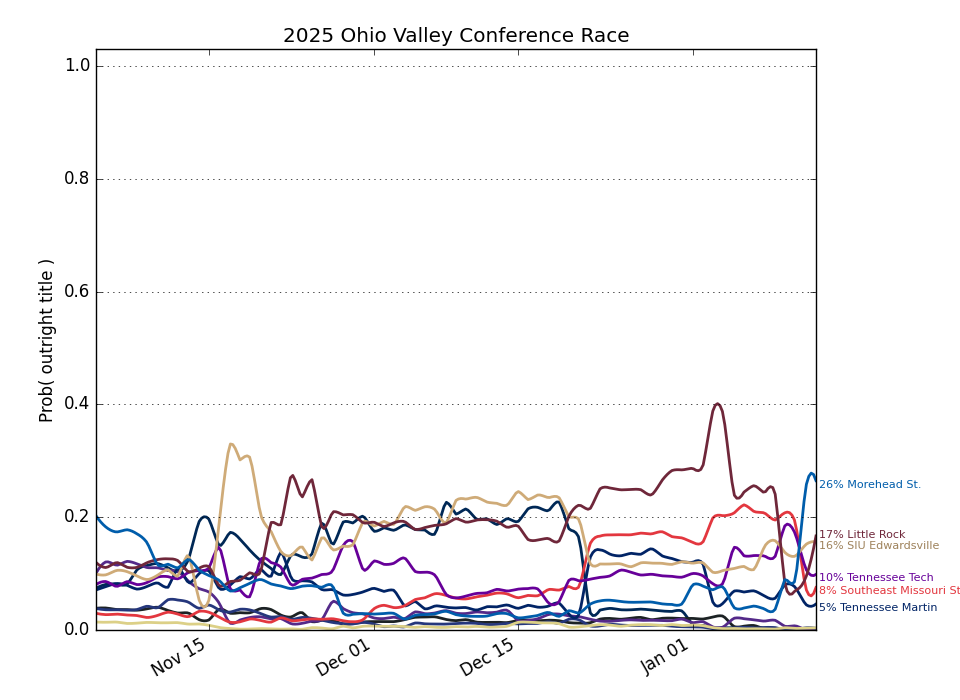 2025 Ohio Valley Conference Race
1.0
0.8
0.6
0.4
0.2
0.0
Prob( outright title )
26% Morehead St.
17% Little Rock
16% SIU Edwardsville
10% Tennessee Tech
8% Southeast Missouri St
5% Tennessee Martin
Nov 15
Dec 01
Dec 15
Jan 01